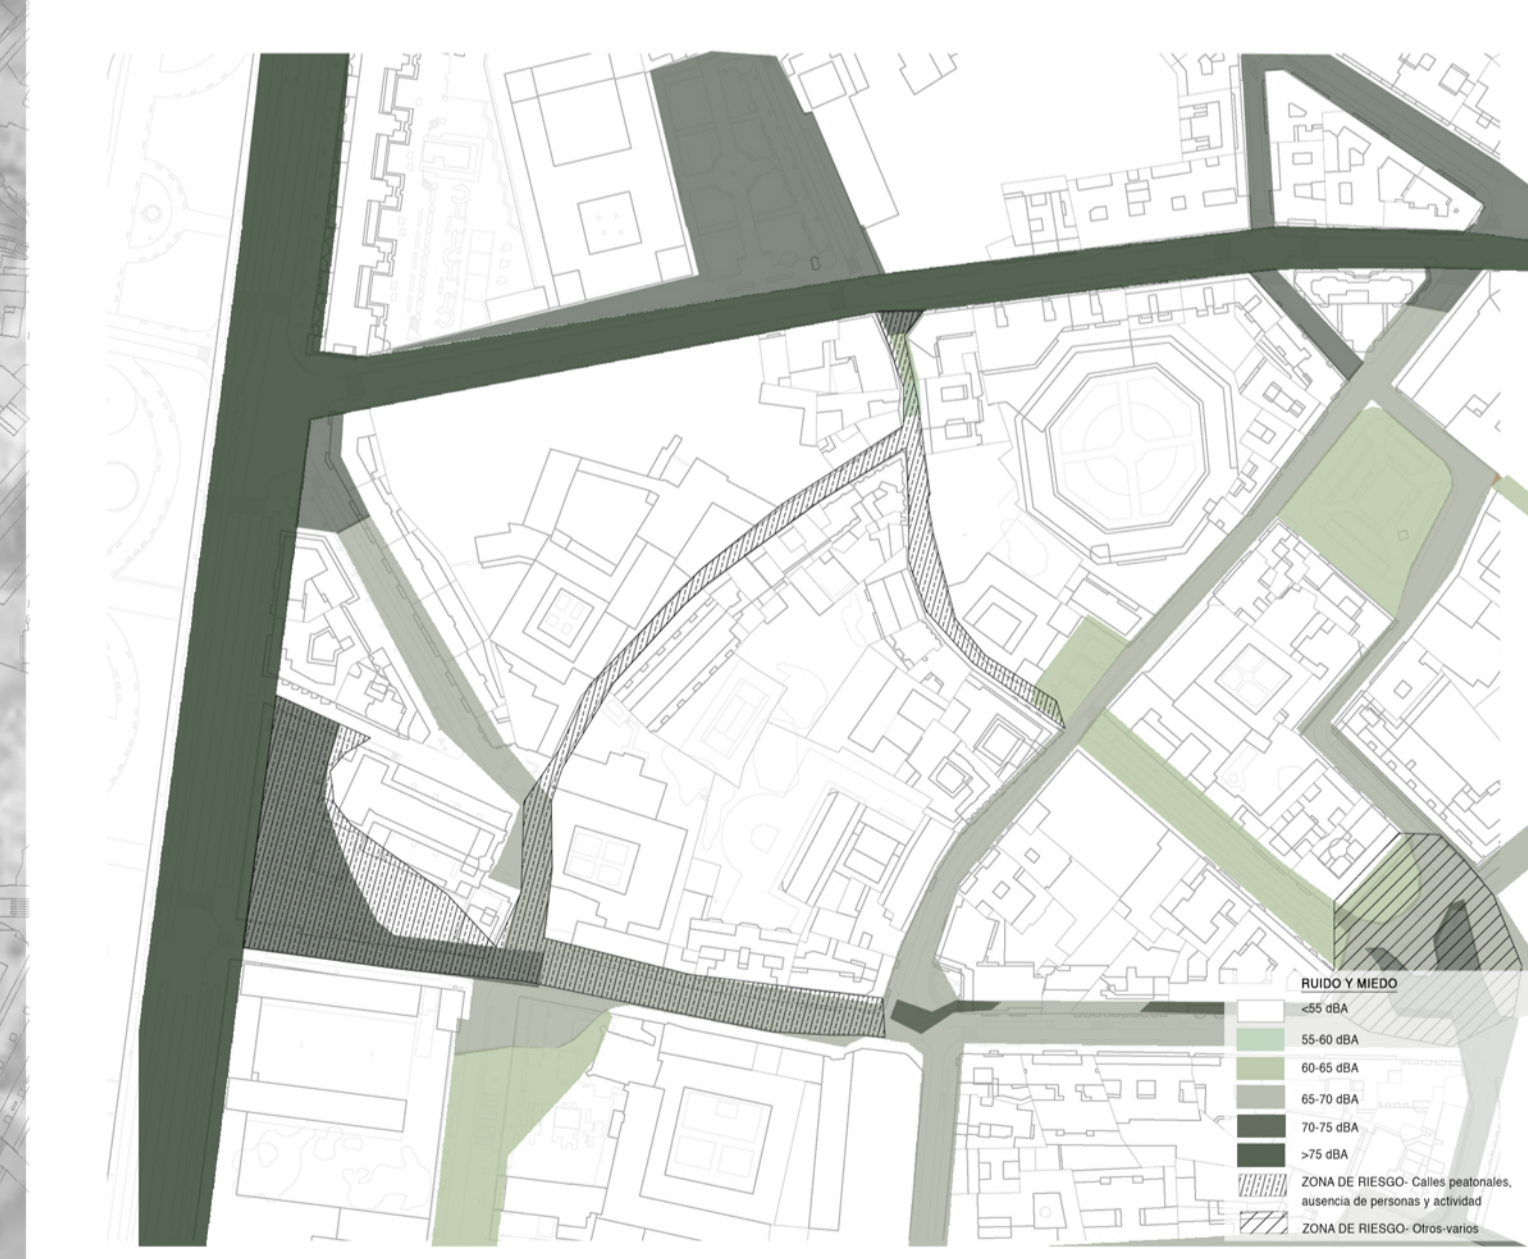 RUIDO Y MIEDO
<55 dBA
55-60 dBA
60-65 dBA
65-70 dBA
70-75 dBA
>75 dBA
ZONA DE RIESGO- Calles peatonales,
ausencia de personas y actividad
ZONA DE RIESGO- Otros-varios